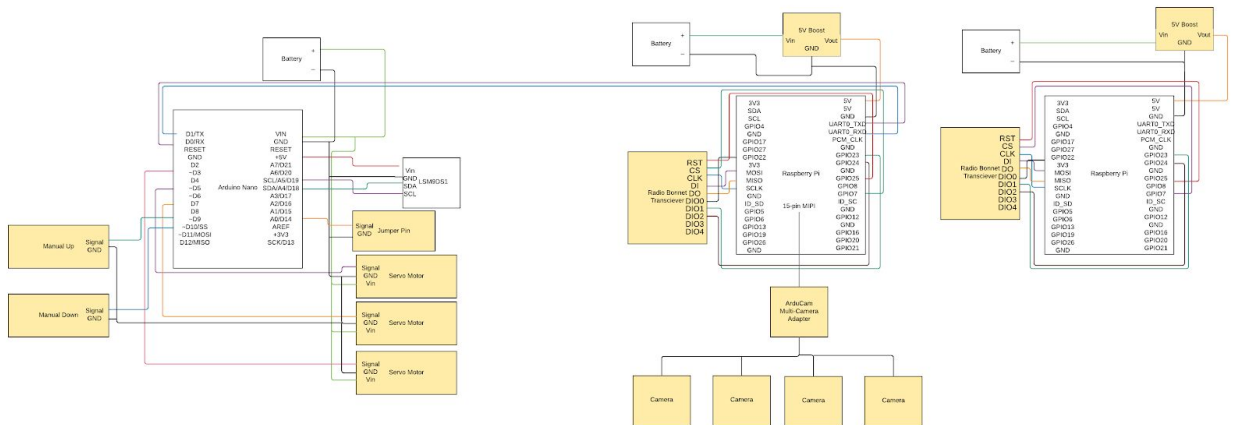 Battery
+
–
D1/TX
D0/RX
RESET
GND
D2
~D3
D4
~D5
~D6
D7
D8
~D9
~D10/SS
~D11/MOSI
D12/MISO
Arduino Nano
VIN
GND
RESET
+5V
A7/D21
A6/D20
SCL/A5/D19
SDA/A4/D18
A3/D17
A2/D16
A1/D15
A0/D14
AREF
+3V3
SCK/D13
Vin
GND
SDA
SCL
LSM9DS1
Signal
GND
Jumper Pin
Signal
GND
Vin
Servo Motor
Signal
GND
Vin
Servo Motor
Signal
GND
Vin
Servo Motor
Manual Up
Signal
GND
Manual Down
Signal
GND
Battery
+
–
5V Boost
Vin
Vout
GND
3V3
SDA
SCL
GPIO4
GND
GPIO17
GPIO27
GPIO22
3V3
MOSI
MISO
SCLK
GND
ID_SD
GPIO5
GPIO6
GPIO13
GPIO19
GPIO26
GND
Raspberry Pi
15-pin MIPI
5V
5V
GND
UART0_TXD
UART0_RXD
PCM_CLK
GND
GPIO23
GPIO24
GND
GPIO25
GPIO8
GPIO7
ID_SC
GND
GPIO12
GND
GPIO16
GPIO20
GPIO21
Radio Bonnet
Transciever
RST
CS
CLK
DI
DO
DIO0
DIO1
DIO2
DIO3
DIO4
ArduCam
Multi-Camera
Adapter
Camera
Camera
Camera
Camera
Battery
+
–
5V Boost
Vin
Vout
GND
3V3
SDA
SCL
GPIO4
GND
GPIO17
GPIO27
GPIO22
3V3
MOSI
MISO
SCLK
GND
ID_SD
GPIO5
GPIO6
GPIO13
GPIO19
GPIO26
GND
Raspberry Pi
5V
5V
GND
UART0_TXD
UART0_RXD
PCM_CLK
GND
GPIO23
GPIO24
GND
GPIO25
GPIO8
GPIO7
ID_SC
GND
GPIO12
GND
GPIO16
GPIO20
GPIO21
Radio Bonnet
Transciever
RST
CS
CLK
DI
DO
DIO0
DIO1
DIO2
DIO3
DIO4